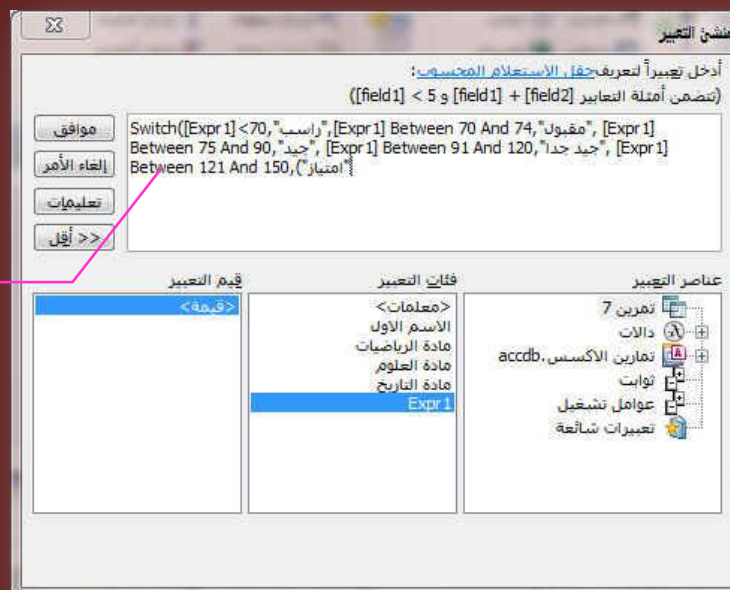 منشئ التعبير
أدخل تعبيراً لتعريف حقل الاستعلام المحسوب:
(تتضمن أمثلة التعابير [field1] + [field2] و [field1] < 5)
Switch([Expr1]<70,"راسب",[Expr1] Between 70 And 74,"مقبول", [Expr1]
Between 75 And 90,"جيد", [Expr1] Between 91 And 120,"جيد جدا", [Expr1]
Between 121 And 150,"امتياز")
موافق
إلغاء الأمر
تعليمات
<< أقل
عناصر التعبير
تمرين 7
دالات
تمارين الاكسس.accdb
ثوابت
عوامل تشغيل
تعبيرات شائعة
فئات التعبير
<معلمات>
الاسم الاول
مادة الرياضيات
مادة العلوم
مادة التاريخ
Expr1
قيم التعبير
<قيمة>